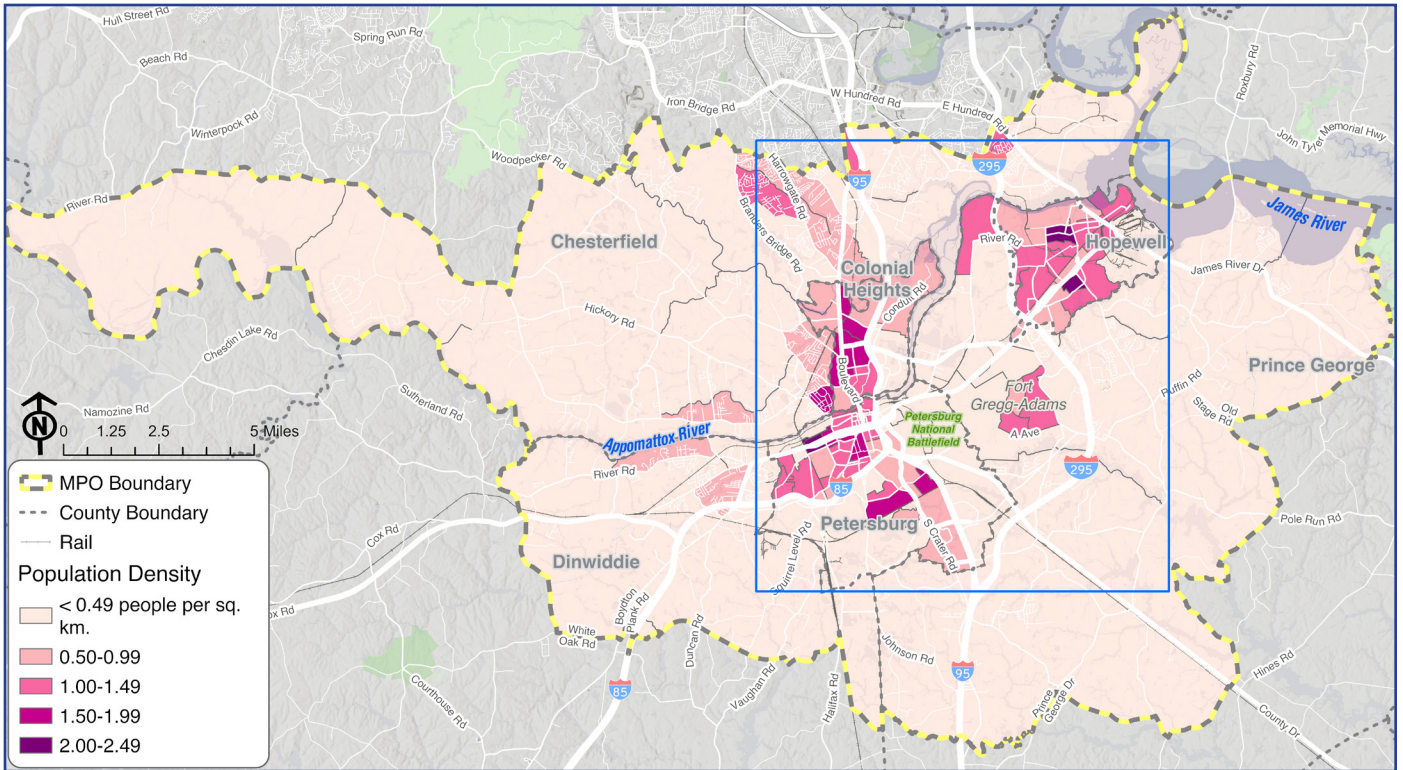 Hull Street Rd
Spring Run Rd
Beach Rd
Winterpock Rd
Iron Bridge Rd
W Hundred Rd
E Hundred Rd
Roxbury Rd
John Tyler Memorial Hwy
Woodpecker Rd
Harrowgate Rd
95
295
River Rd
Branders Bridge Rd
James River
Chesterfield
River Rd
Hopewell
Colonial
Heights
James River Dr
Conduit Rd
Hickory Rd
Chesdin Lake Rd
Boulevard
Prince George
Ruffin Rd
Fort
Gregg-Adams
Old
Stage Rd
Sutherland Rd
Namozine Rd
N
0 1.25 2.5 5 Miles
Petersburg
National
Battlefield
A Ave
Appomattox River
River Rd
295
85
Petersburg
S Crater Rd
Pole Run Rd
Cox Rd
Squirrel Level Rd
Dinwiddie
ox Rd
Boydton
Plank Rd
White
Oak Rd
Duncan Rd
Johnson Rd
Vaughan Rd
Halifax Rd
95
85
Hines Rd
Prince
George Dr
County Dr
Courthouse Rd
MPO Boundary
County Boundary
Rail
Population Density
< 0.49 people per sq.
km.
0.50-0.99
1.00-1.49
1.50-1.99
2.00-2.49